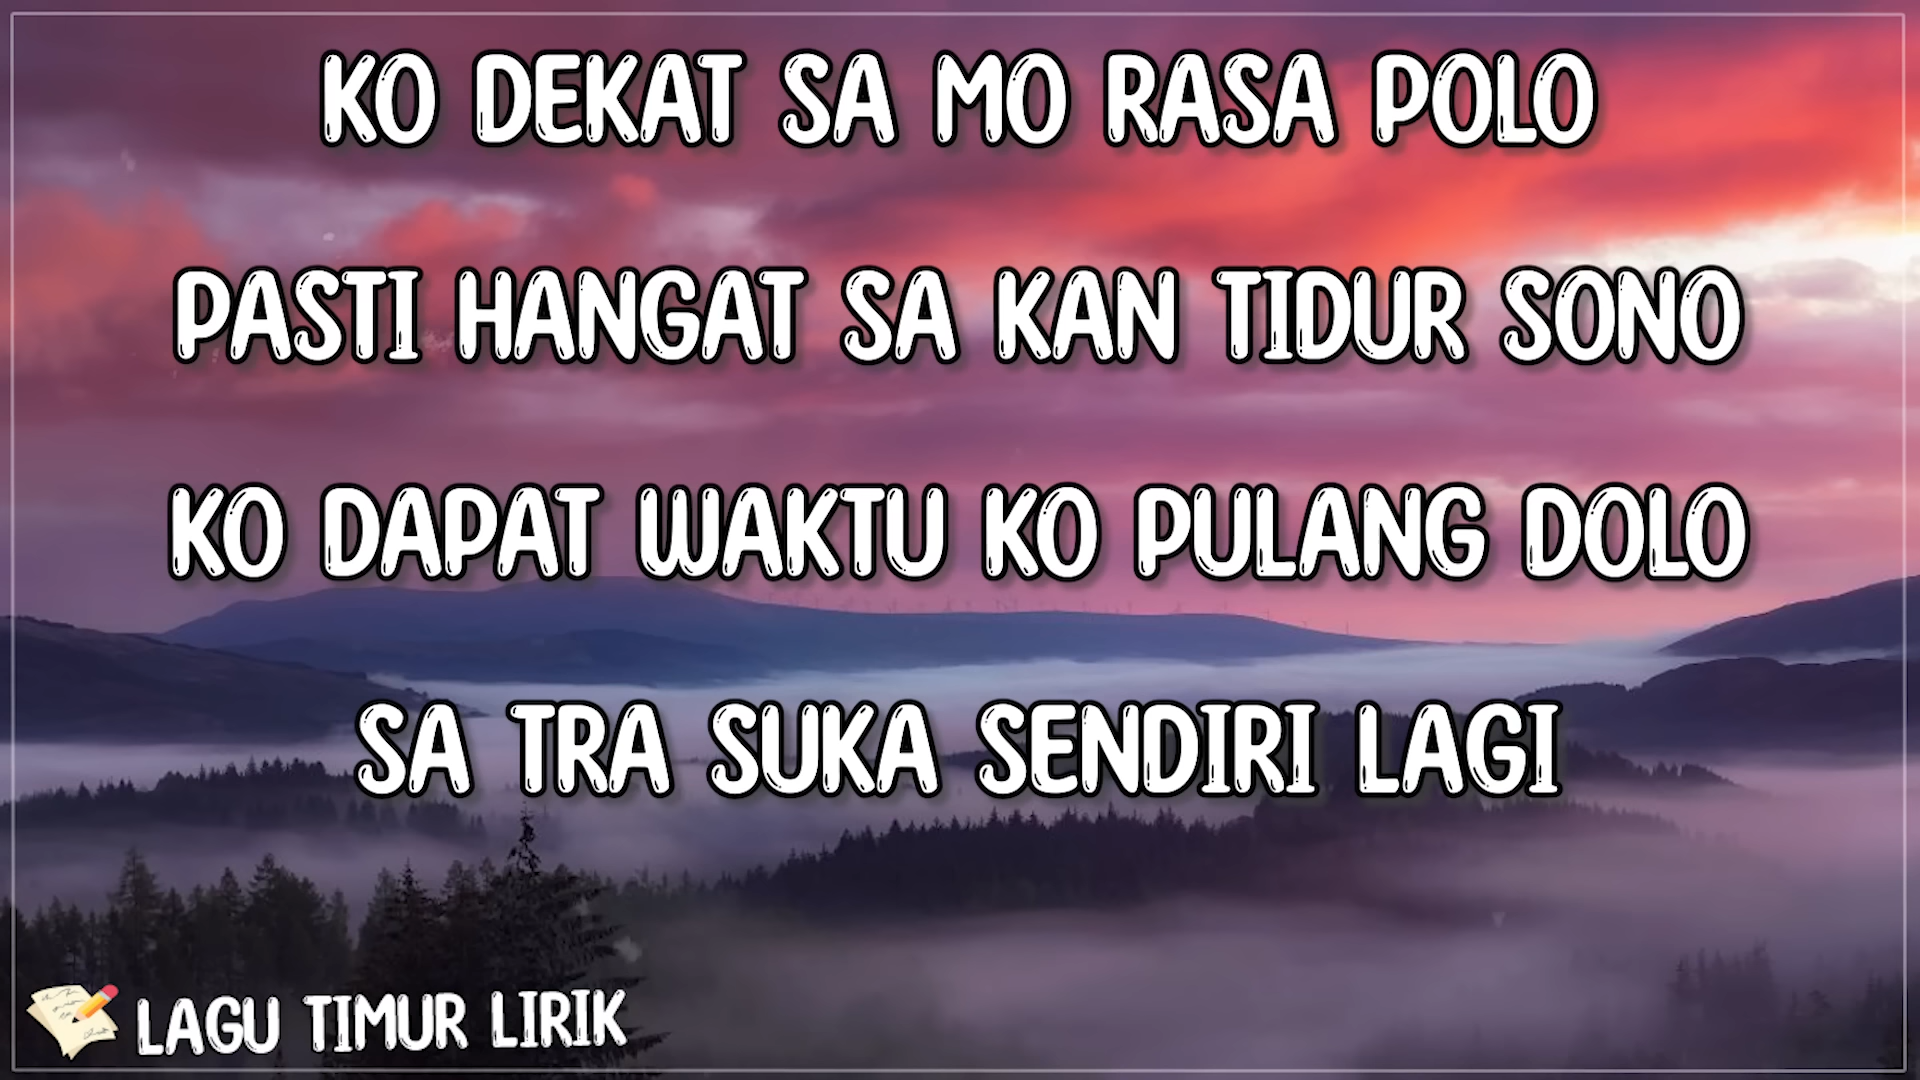 KO DEKAT SA MO RASA POLO
PASTI HANGAT SA KAN TIDUR SONO
KO DAPAT WAKTU KO PULANG DOLO
SA TRA SUKA SENDIRI LAGI
LAGU TIMUR LIRIK